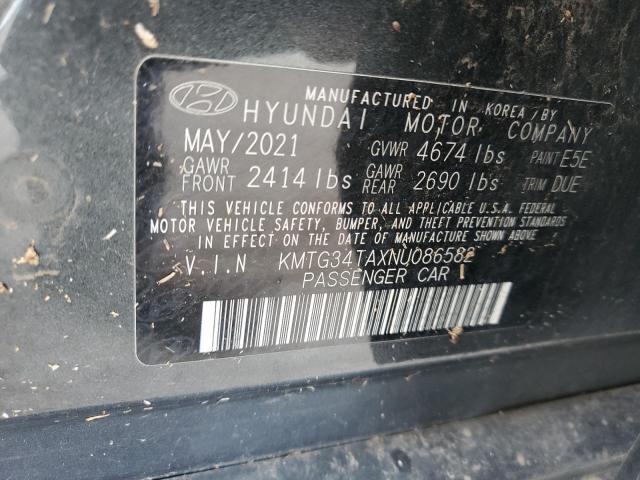 MANUFACTURED IN KOREA/BY
HYUNDAI MOTOR COMPANY
MAY/2021 GVWR 4674 lbs PAINT E5E
GAWR FRONT 2414 lbs GAWR REAR 2690 lbs TRIM DUE
THIS VEHICLE CONFORMS TO ALL APPLICABLE U.S.A. FEDERAL
MOTOR VEHICLE SAFETY, BUMPER, AND THEFT PREVENTION STANDARDS
IN EFFECT ON THE DATE OF MANUFACTURE SHOWN ABOVE
V.I.N KMTG34TAXNU086582
PASSENGER CAR